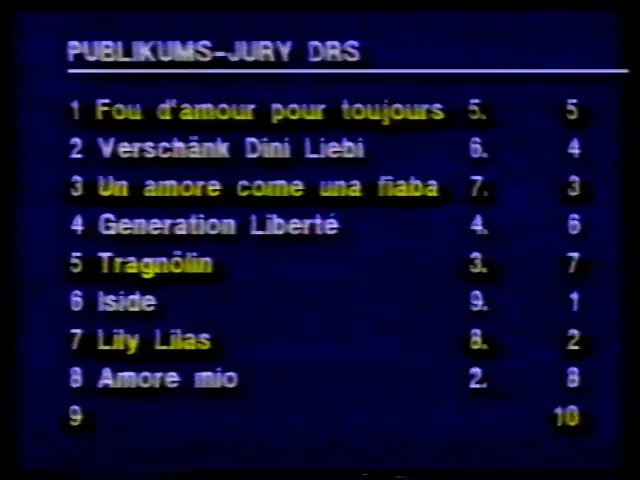 PUBLIKUMS-JURY DRS
1 Fou d'amour pour toujours 5. 5
2 Verschänk Dini Liebi 6. 4
3 Un amore come una fiaba 7. 3
4 Generation Liberté 4. 6
5 Tragnölin 3. 7
6 Iside 9. 1
7 Lily Lilas 8. 2
8 Amore mio 2. 8
9 10